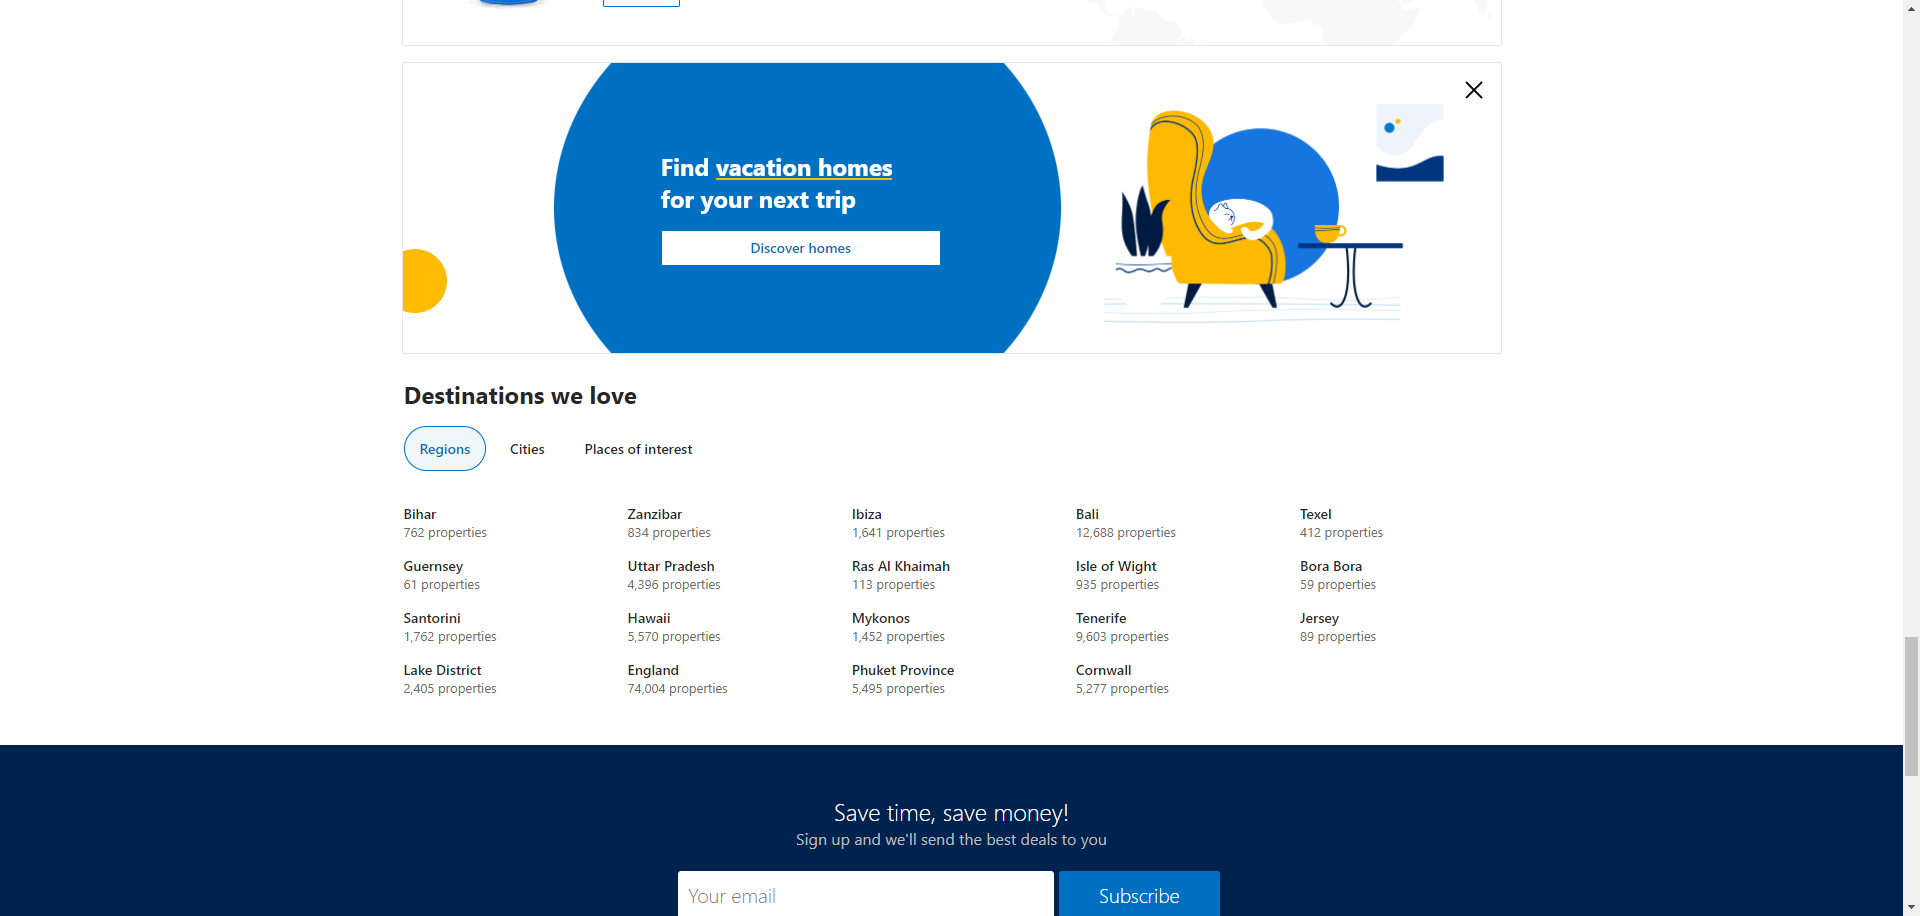 Find vacation homes
for your next trip
Discover homes
Destinations we love
Regions Cities Places of interest
Bihar Zanzibar Ibiza Bali Texel
762 properties 834 properties 1,641 properties 12,688 properties 412 properties
Guernsey Uttar Pradesh Ras Al Khaimah Isle of Wight Bora Bora
61 properties 4,396 properties 113 properties 935 properties 59 properties
Santorini Hawaii Mykonos Tenerife Jersey
1,762 properties 5,570 properties 1,452 properties 9,603 properties 89 properties
Lake District England Phuket Province Cornwall
2,405 properties 74,004 properties 5,495 properties 5,277 properties
Save time, save money!
Sign up and we'll send the best deals to you
Your email Subscribe